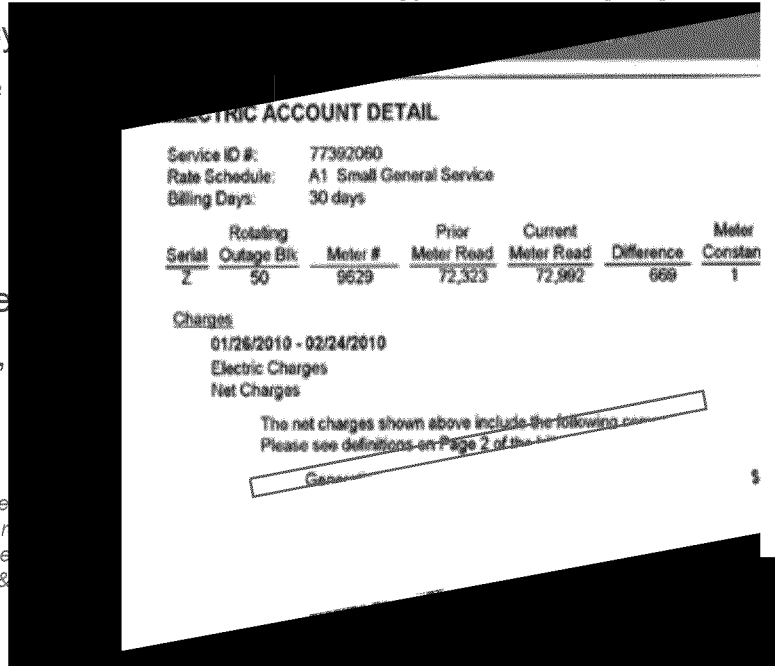 ELECTRIC ACCOUNT DETAIL
Service ID #: 77392060
Rate Schedule: A1 Small General Service
Billing Days: 30 days
Rotating Prior Current Meter
Serial Outage Blk Meter # Meter Read Meter Read Difference Constan
Z 50 9629 72,323 72,992 669 1
Charges
01/26/2010 - 02/24/2010
Electric Charges
Net Charges
The net charges shown above include the following
Please see definitions on Page 2 of the
$